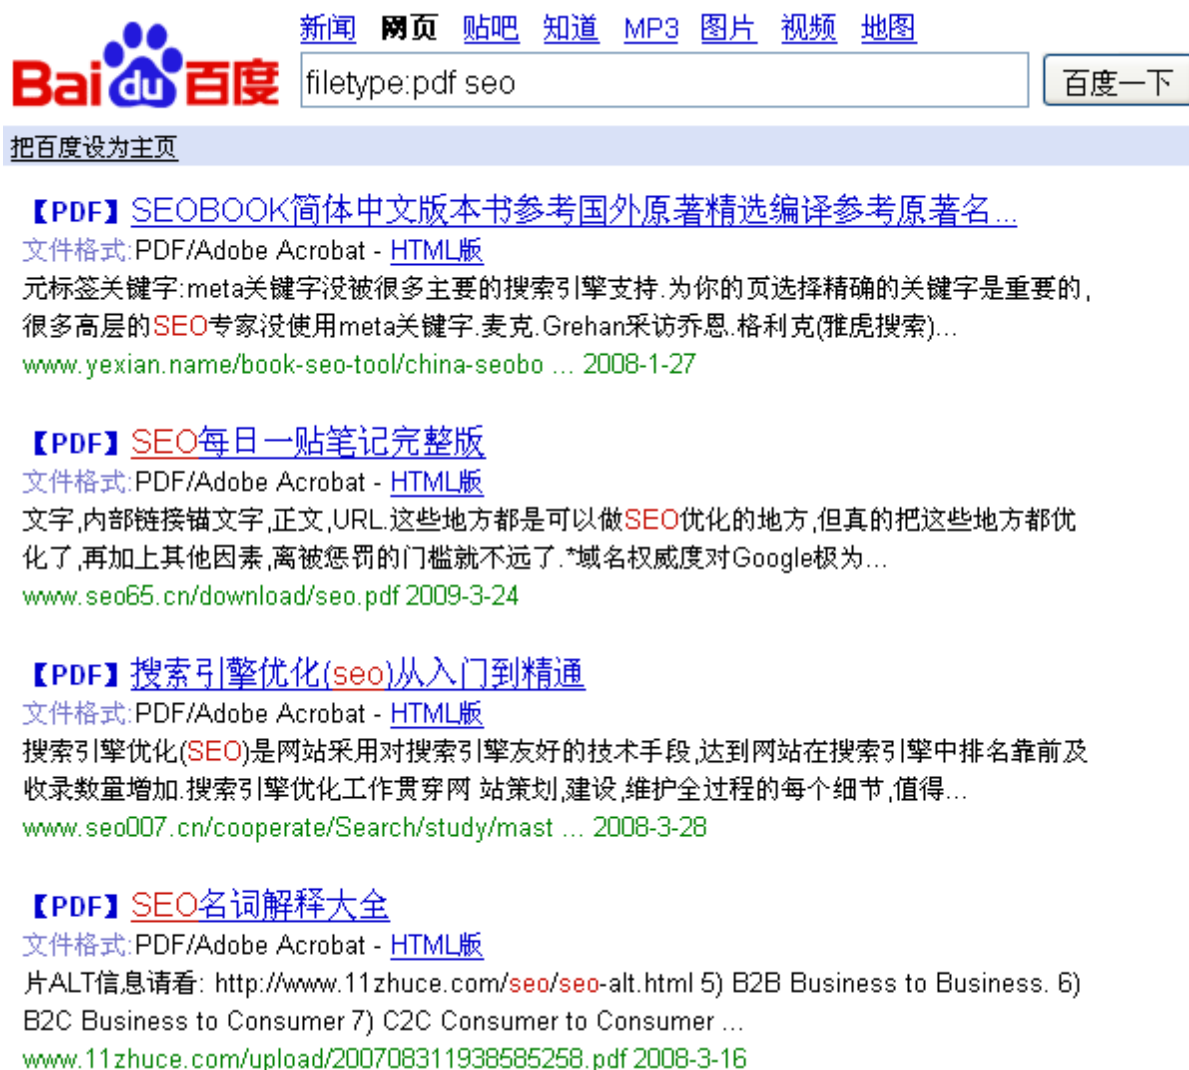 新闻 网页 贴吧 知道 MP3 图片 视频 地图
Bai du 百度 filetype:pdf seo 百度一下
把百度设为主页
【PDF】SEOBOOK简体中文版本书参考国外原著精选编译参考原著名...
文件格式:PDF/Adobe Acrobat - HTML版
元标签关键字:meta关键字没被很多主要的搜索引擎支持.为你的页选择精确的关键字是重要的,
很多高层的SEO专家没使用meta关键字.麦克.Grehan采访乔恩.格利克(雅虎搜索)...
www.yexian.name/book-seo-tool/china-seobo ... 2008-1-27
【PDF】SEO每日一贴笔记完整版
文件格式:PDF/Adobe Acrobat - HTML版
文字,内部链接锚文字,正文,URL.这些地方都是可以做SEO优化的地方,但真的把这些地方都优
化了,再加上其他因素,离被惩罚的门槛就不远了.*域名权威度对Google极为...
www.seo65.cn/download/seo.pdf 2009-3-24
【PDF】搜索引擎优化(seo)从入门到精通
文件格式:PDF/Adobe Acrobat - HTML版
搜索引擎优化(SEO)是网站采用对搜索引擎友好的技术手段,达到网站在搜索引擎中排名靠前及
收录数量增加.搜索引擎优化工作贯穿网 站策划,建设,维护全过程的每个细节,值得...
www.seo007.cn/cooperate/Search/study/mast ... 2008-3-28
【PDF】SEO名词解释大全
文件格式:PDF/Adobe Acrobat - HTML版
片ALT信息请看: http://www.11zhuce.com/seo/seo-alt.html 5) B2B Business to Business. 6)
B2C Business to Consumer 7) C2C Consumer to Consumer ...
www.11zhuce.com/upload/2007083111938585258.pdf 2008-3-16